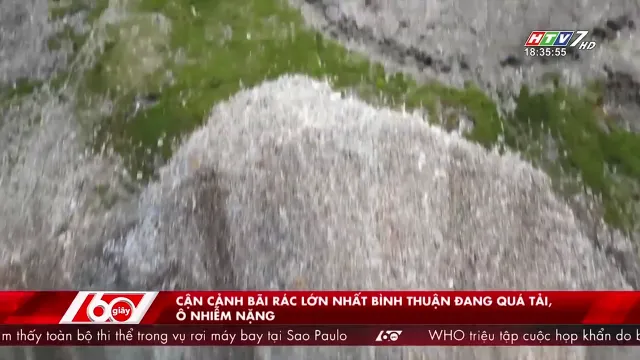 HTV7 HD
18:35:55
60 giây
CẬN CẢNH BÃI RÁC LỚN NHẤT BÌNH THUẬN ĐANG QUÁ TẢI,
Ô NHIỄM NẶNG
m thấy toàn bộ thi thể trong vụ rơi máy bay tại Sao Paulo 60 WHO triệu tập cuộc họp khẩn do b